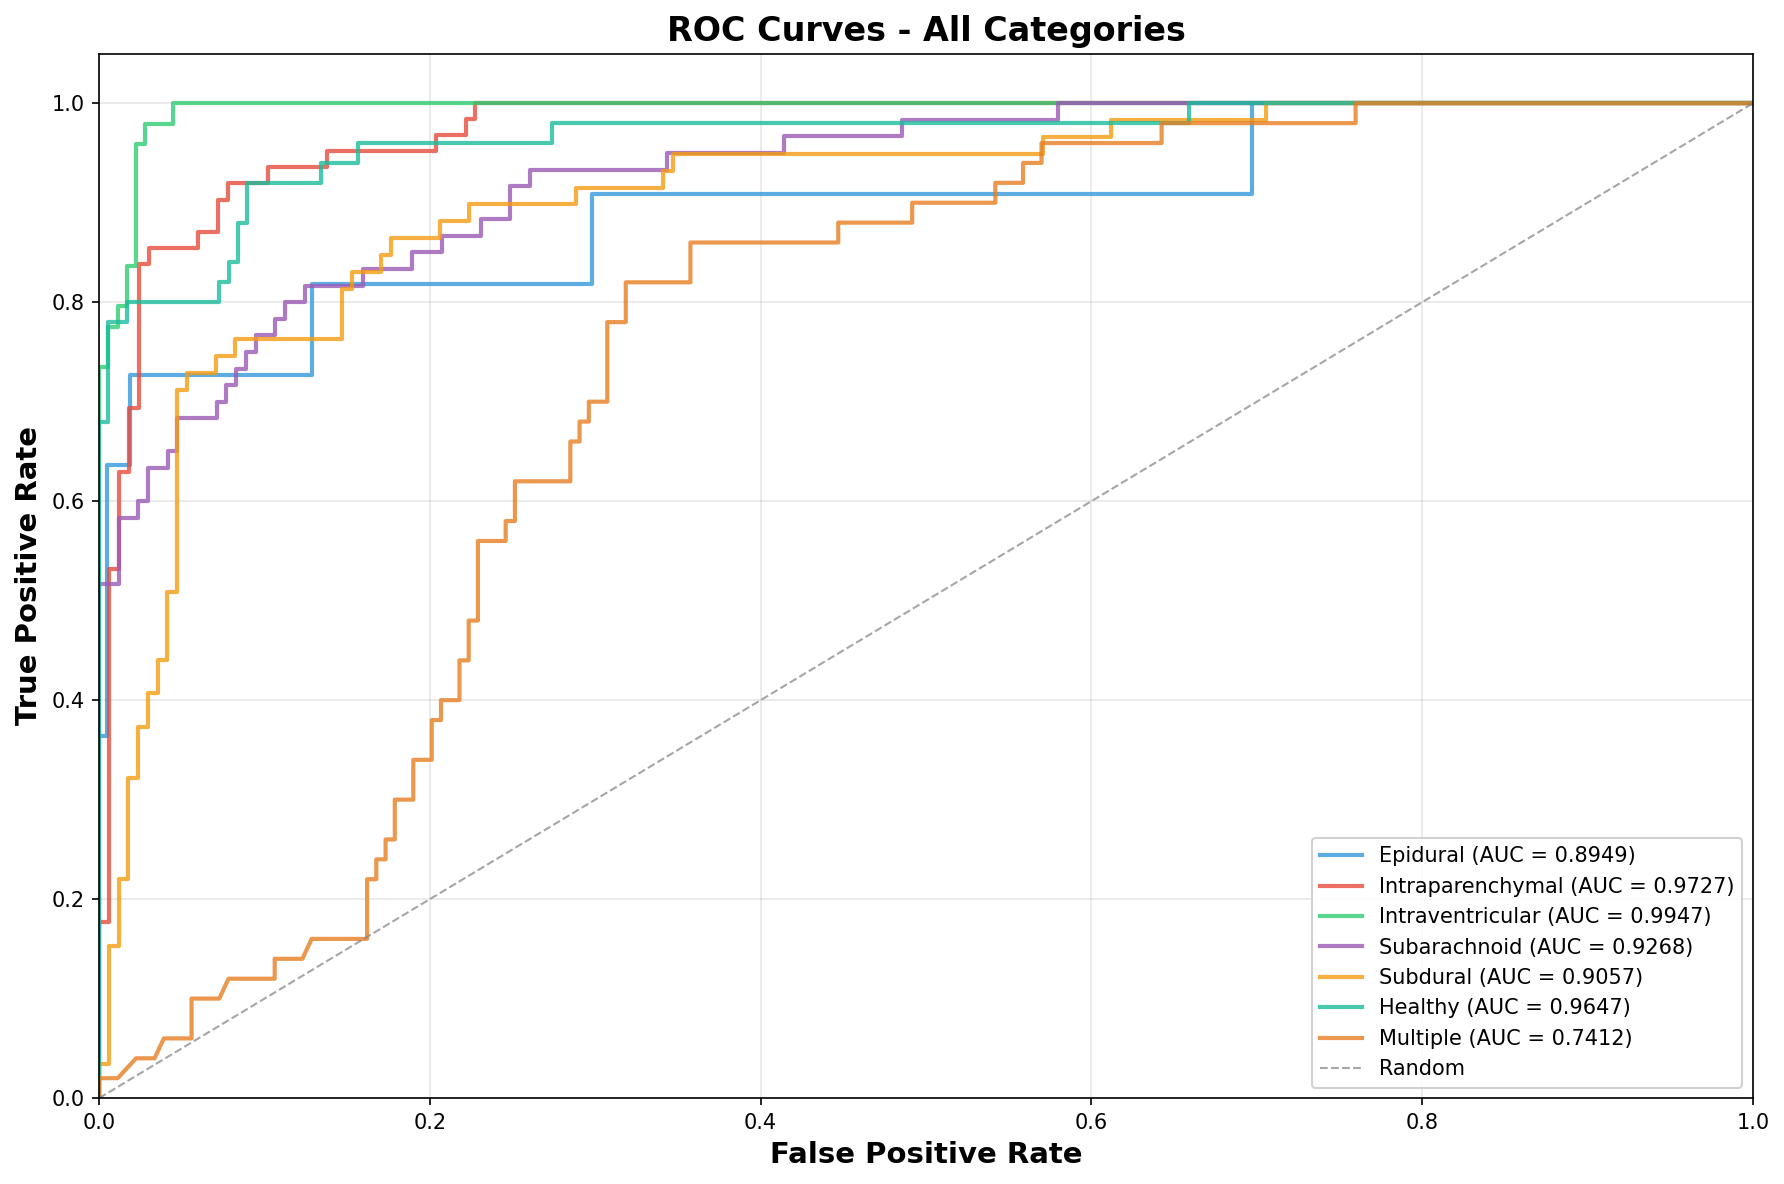 ROC Curves - All Categories
True Positive Rate
1.0
0.8
0.6
0.4
0.2
0.0
0.0 0.2 0.4 0.6 0.8 1.0
False Positive Rate
Epidural (AUC = 0.8949)
Intraparenchymal (AUC = 0.9727)
Intraventricular (AUC = 0.9947)
Subarachnoid (AUC = 0.9268)
Subdural (AUC = 0.9057)
Healthy (AUC = 0.9647)
Multiple (AUC = 0.7412)
Random